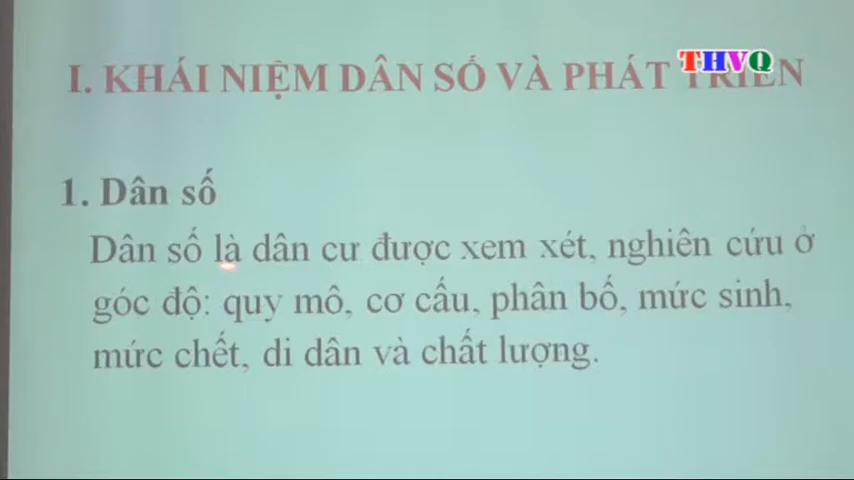 I. KHÁI NIỆM DÂN SỐ VÀ PHÁT TRIỂN
THVQ
1. Dân số
Dân số là dân cư được xem xét, nghiên cứu ở
góc độ: quy mô, cơ cấu, phân bố, mức sinh,
mức chết, di dân và chất lượng.